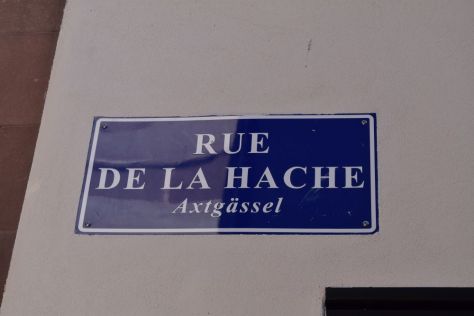 RUE
DE LA HACHE
Axtgässel